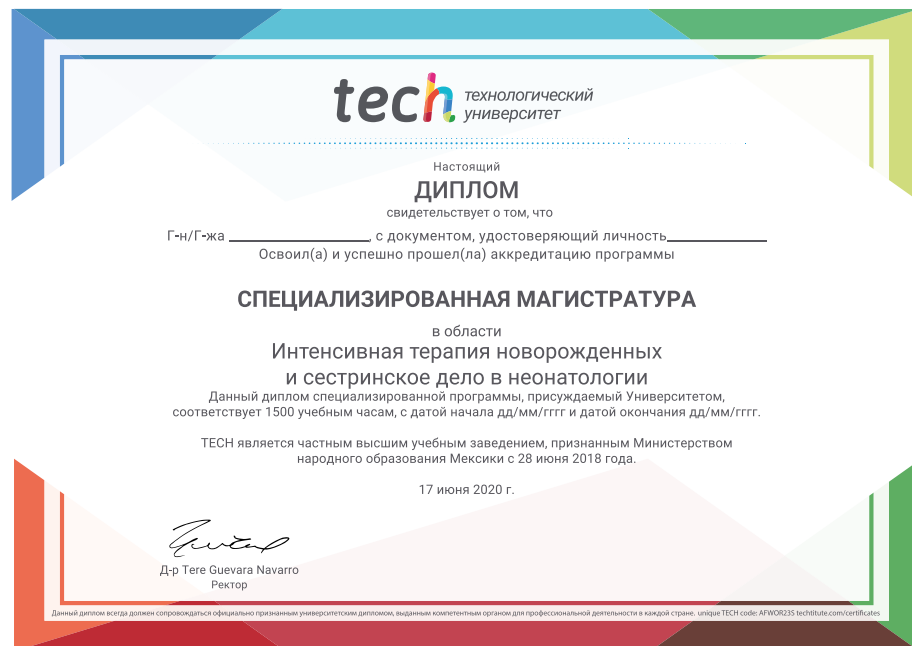 tech технологический
университет
Настоящий
ДИПЛОМ
свидетельствует о том, что
Г-н/Г-жа ____________________, с документом, удостоверяющий личность______________
Освоил(а) и успешно прошел(ла) аккредитацию программы
СПЕЦИАЛИЗИРОВАННАЯ МАГИСТРАТУРА
в области
Интенсивная терапия новорожденных
и сестринское дело в неонатологии
Данный диплом специализированной программы, присуждаемый Университетом,
соответствует 1500 учебным часам, с датой начала дд/мм/гггг и датой окончания дд/мм/гггг.
TECH является частным высшим учебным заведением, признанным Министерством
народного образования Мексики с 28 июня 2018 года.
17 июня 2020 г.
Д-р Tere Guevara Navarro
Ректор
Данный диплом всегда должен сопровождаться официально признанным университетским дипломом, выданным компетентным органом для профессиональной деятельности в каждой стране. unique TECH code: AFWOR23S techtitute.com/certificates